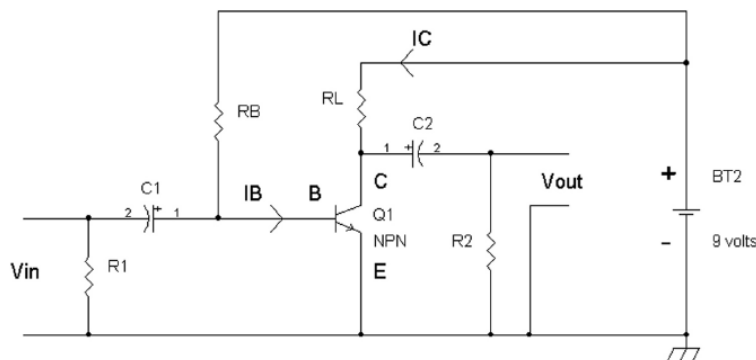 IC
RB
RL
C2
1 + 2
C1
C
+
BT2
IB
B
Vout
2 + 1
Q1
NPN
R2
-
9 volts
Vin
R1
E